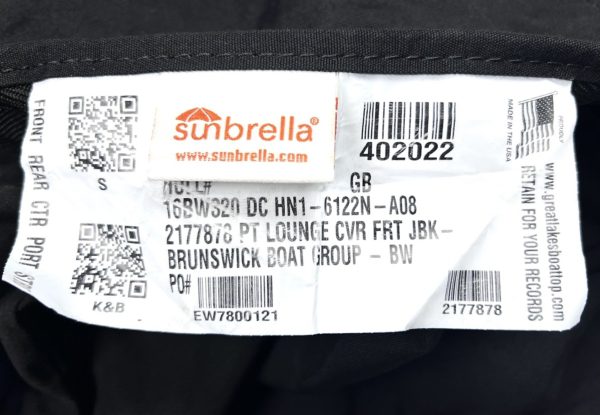 FRONT REAR CTR PORT
S
K&B
sunbrella®
www.sunbrella.com
402022
GB
16BWS20 DC HN1-6122N-A08
2177878 PT LOUNGE CVR FRT JBK-
BRUNSWICK BOAT GROUP - BW
PO#
EW7800121
2177878
MADE IN THE USA
www.greatlakesboattop.com
RETAIN FOR YOUR RECORDS